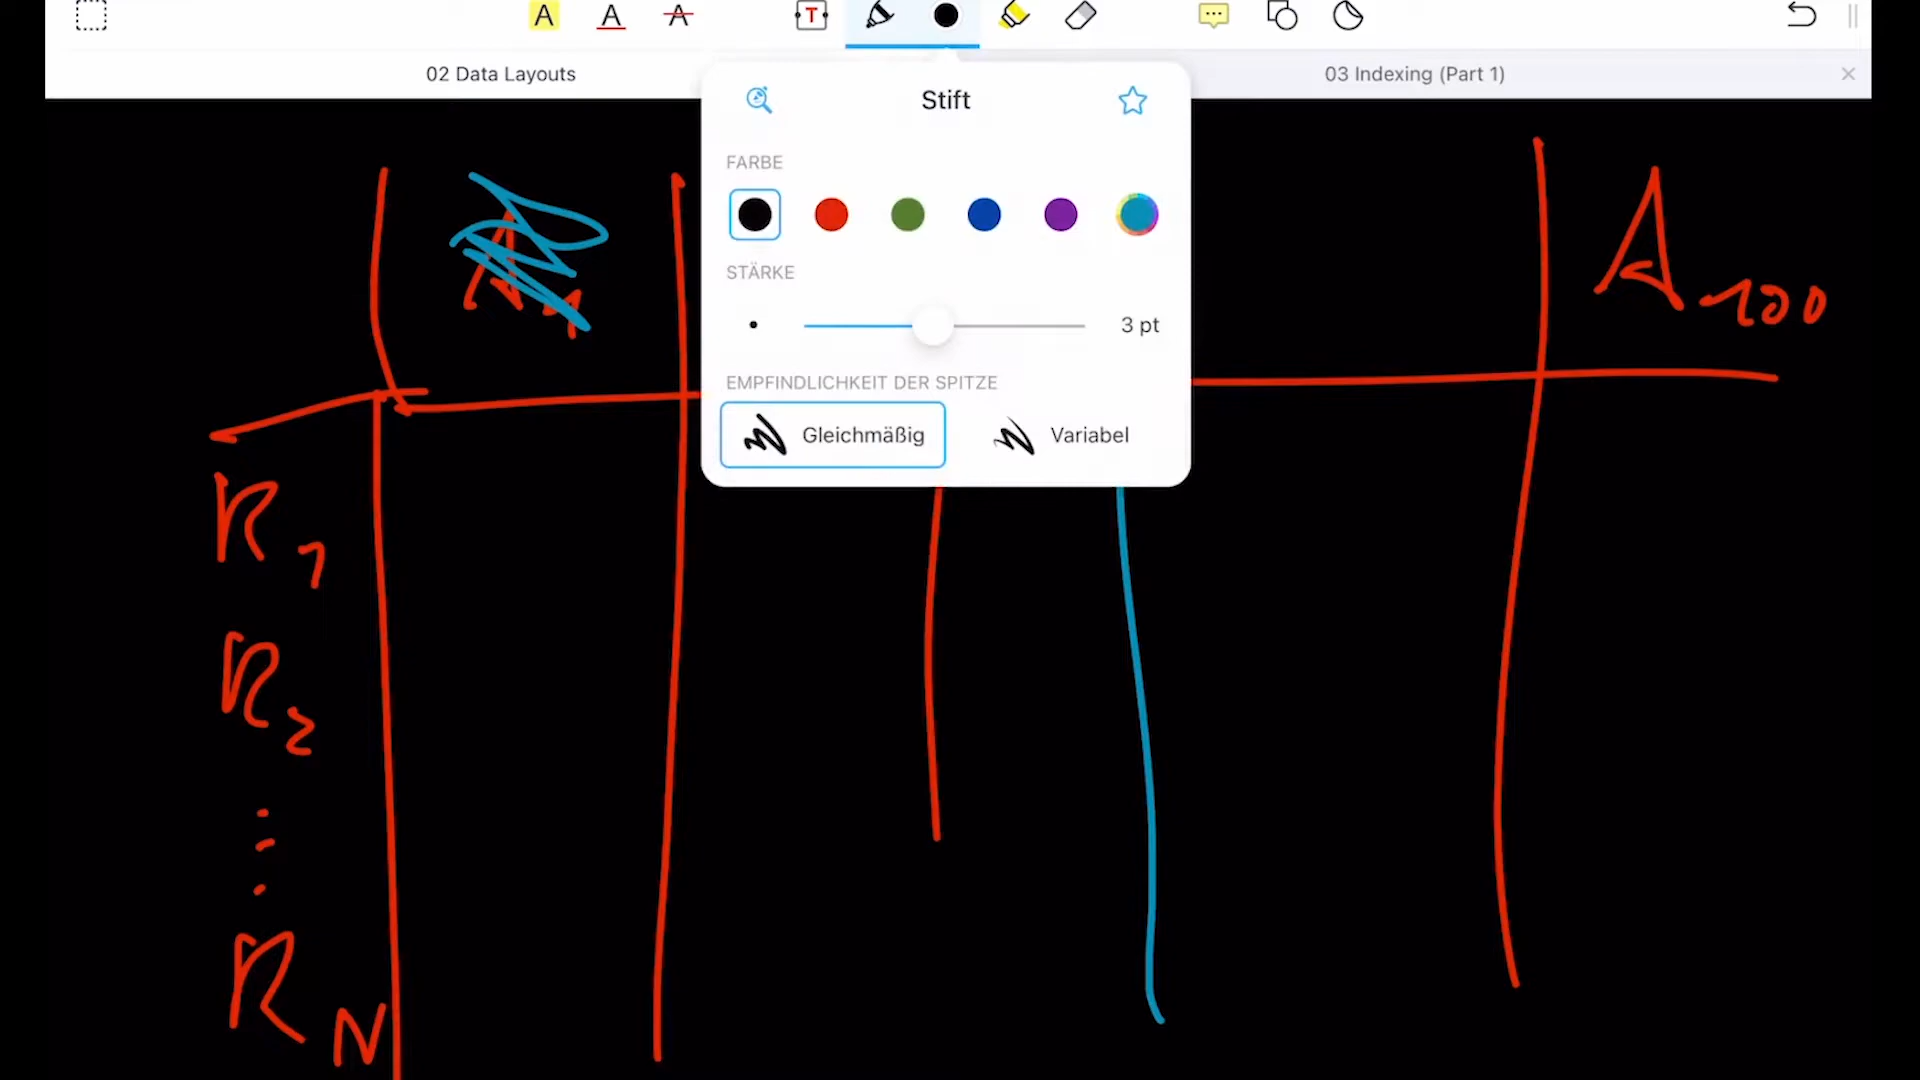 A A A T
02 Data Layouts
03 Indexing (Part 1)
Stift
FARBE
STÄRKE
3 pt
EMPFINDLICHKEIT DER SPITZE
Gleichmäßig
Variabel
A1
A100
R1
R2
⋮
RN